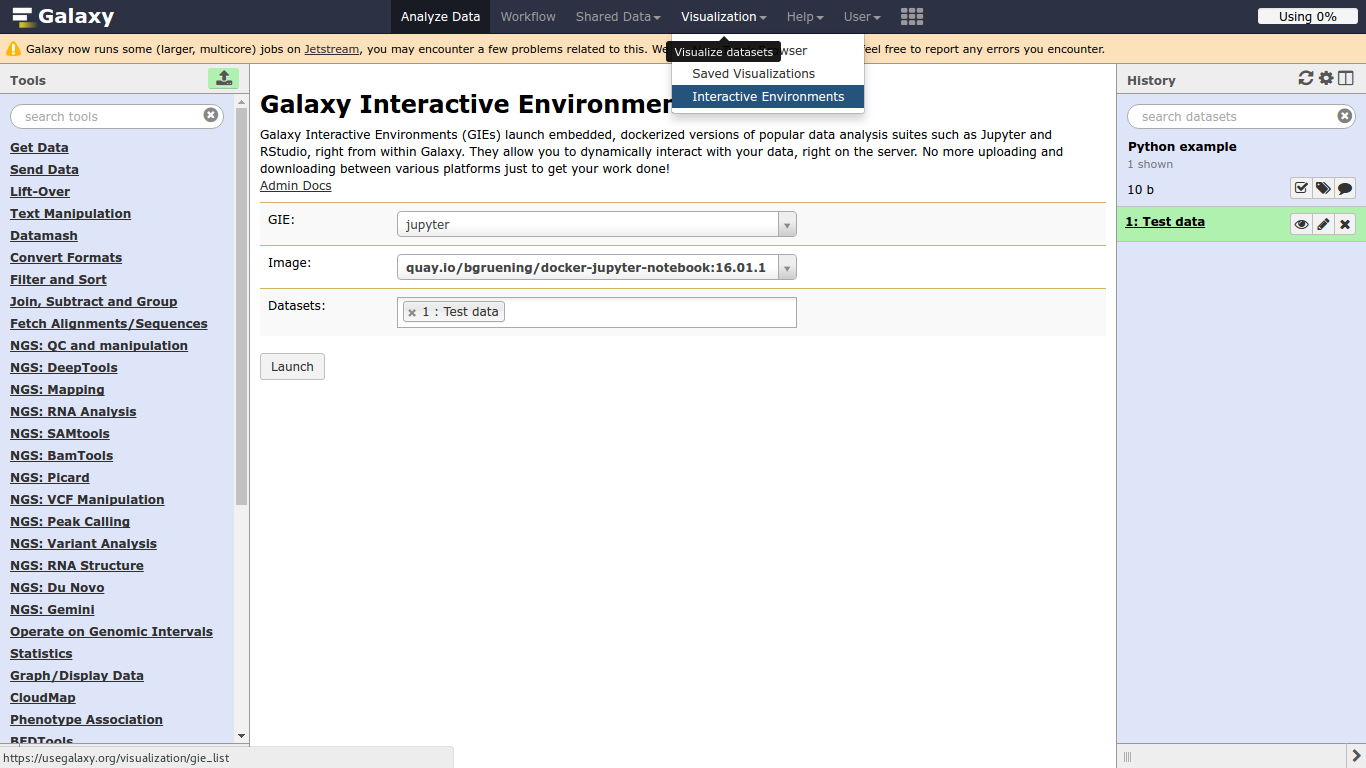 Galaxy
Analyze Data Workflow Shared Data Visualization Help User
Using 0%
Galaxy now runs some (larger, multicore) jobs on Jetstream, you may encounter a few problems related to this. We feel free to report any errors you encounter.
Visualize datasets
Saved Visualizations
Interactive Environments
Tools
search tools
Get Data
Send Data
Lift-Over
Text Manipulation
Datamash
Convert Formats
Filter and Sort
Join, Subtract and Group
Fetch Alignments/Sequences
NGS: QC and manipulation
NGS: DeepTools
NGS: Mapping
NGS: RNA Analysis
NGS: SAMtools
NGS: BamTools
NGS: Picard
NGS: VCF Manipulation
NGS: Peak Calling
NGS: Variant Analysis
NGS: RNA Structure
NGS: Du Novo
NGS: Gemini
Operate on Genomic Intervals
Statistics
Graph/Display Data
CloudMap
Phenotype Association
BEDTools
https://usegalaxy.org/visualization/gie_list
Galaxy Interactive Environmen
Galaxy Interactive Environments (GIEs) launch embedded, dockerized versions of popular data analysis suites such as Jupyter and
RStudio, right from within Galaxy. They allow you to dynamically interact with your data, right on the server. No more uploading and
downloading between various platforms just to get your work done!
Admin Docs
GIE: jupyter
Image: quay.io/bgruening/docker-jupyter-notebook:16.01.1
Datasets: 1 : Test data
Launch
History
search datasets
Python example
1 shown
10 b
1: Test data